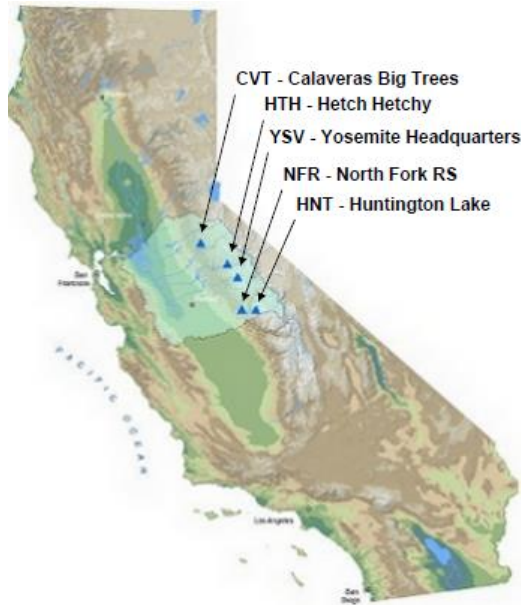 CVT - Calaveras Big Trees
HTH - Hetch Hetchy
YSV - Yosemite Headquarters
NFR - North Fork RS
HNT - Huntington Lake
San
Francisco
PACIFIC OCEAN
Los Angeles
San
Diego